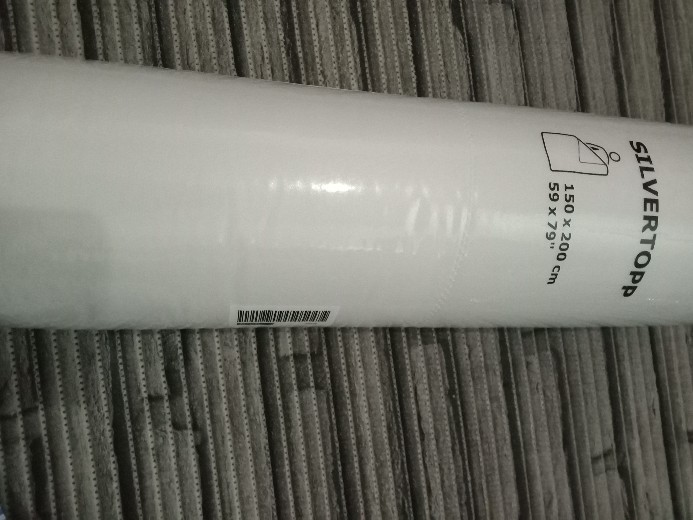 SILVERTOPP
150 x 200 cm
59 x 79"